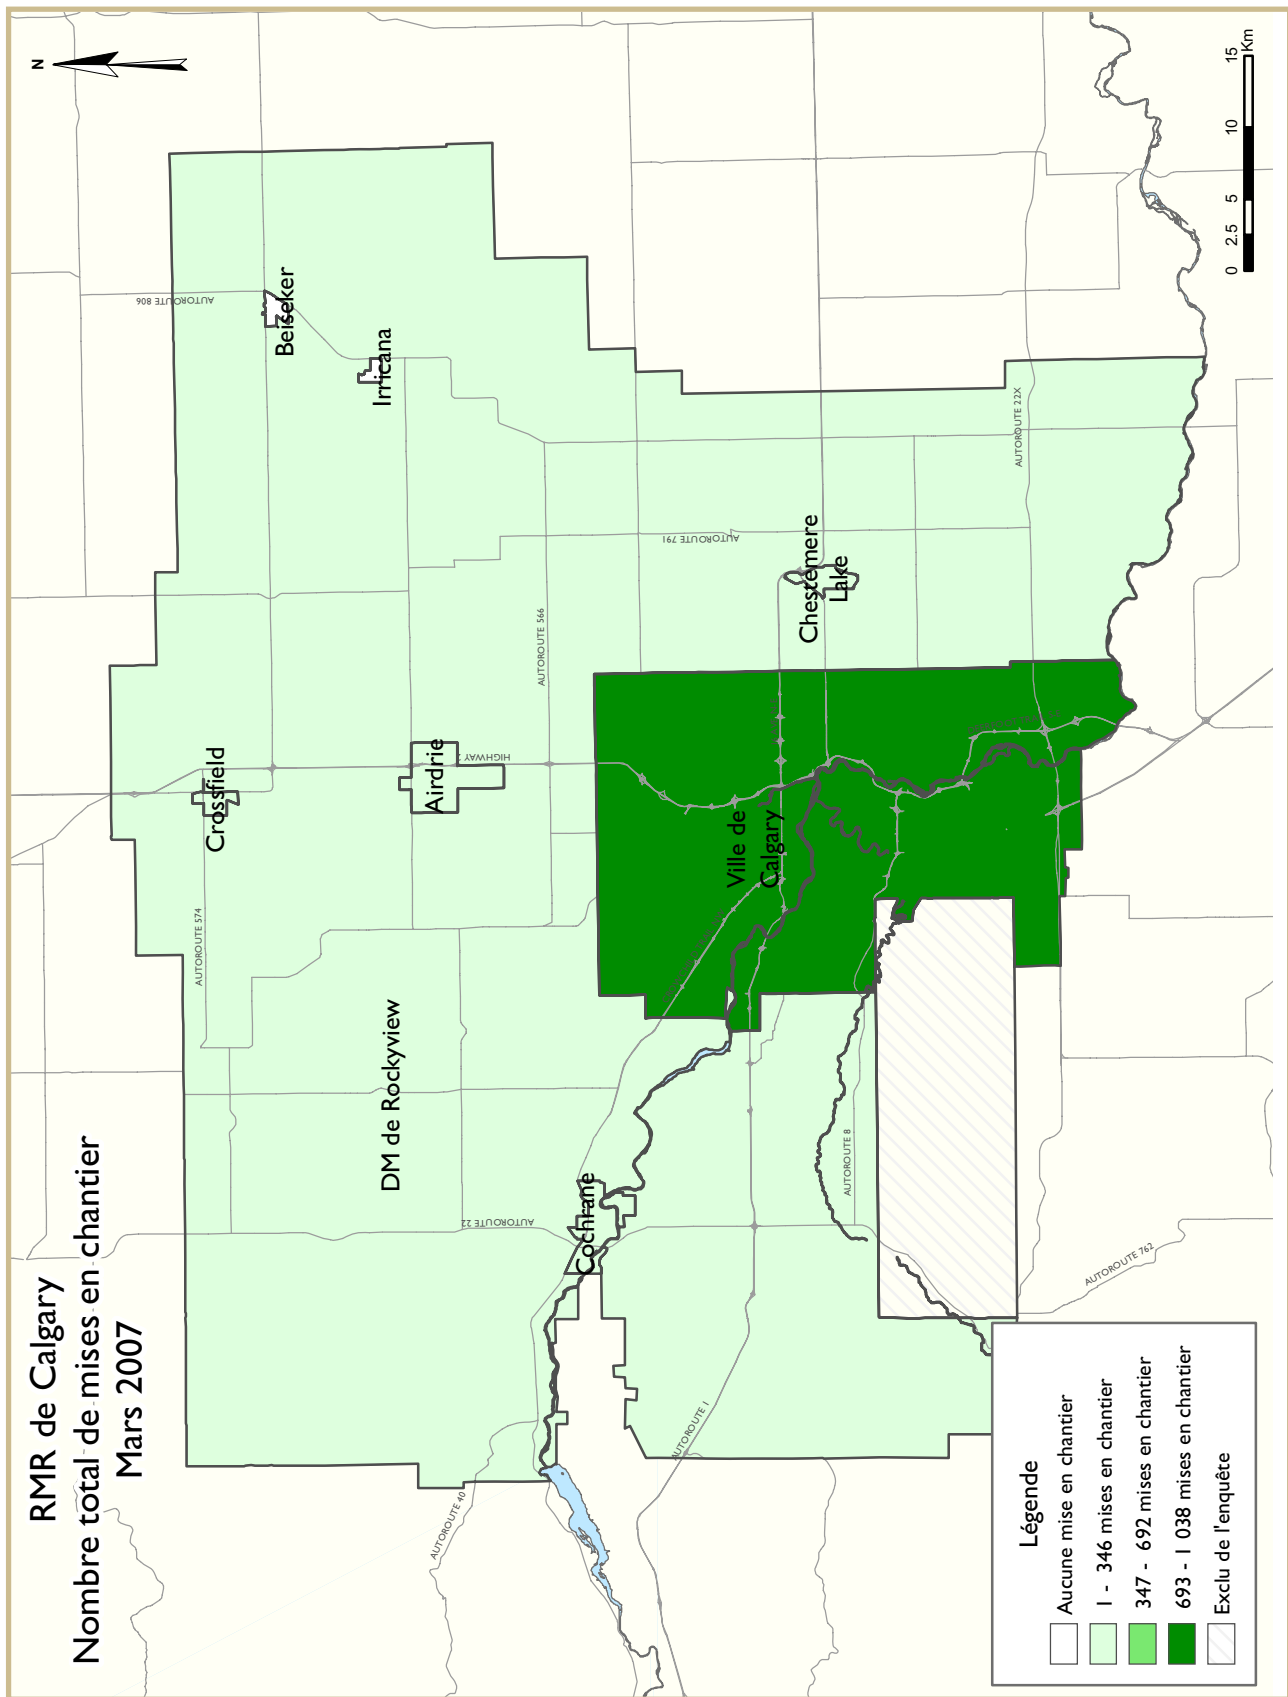 RMR de Calgary
Nombre total de mises en chantier
Mars 2007
N
AUTOROUTE 806
Beiseker
Irricana
Crossfield
AUTOROUTE 574
Airdrie
HIGHWAY 2
AUTOROUTE 566
DM de Rockyview
AUTOROUTE 22
Cochrane
AUTOROUTE 40
AUTOROUTE 791
Chestemere
Lake
Ville de
Calgary
AUTOROUTE 1
AUTOROUTE 8
AUTOROUTE 22X
AUTOROUTE 762
Légende
Aucune mise en chantier
1 - 346 mises en chantier
347 - 692 mises en chantier
693 - 1 038 mises en chantier
Exclu de l'enquête
0 2.5 5 10 15
Km